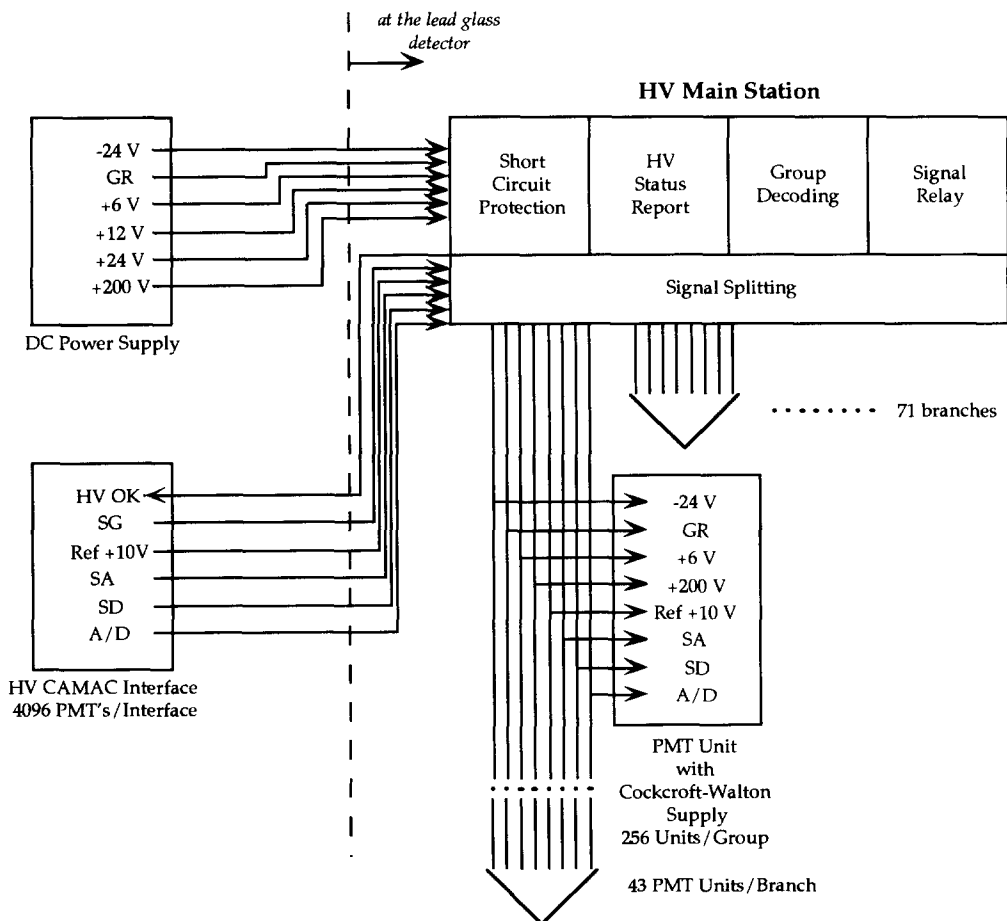 at the lead glass
detector
HV Main Station
-24 V
GR
+6 V
+12 V
+24 V
+200 V
DC Power Supply
Short
Circuit
Protection
HV
Status
Report
Group
Decoding
Signal
Relay
Signal Splitting
71 branches
HV OK
SG
Ref +10V
SA
SD
A/D
HV CAMAC Interface
4096 PMT's/Interface
-24 V
GR
+6 V
+200 V
Ref +10 V
SA
SD
A/D
PMT Unit
with
Cockcroft-Walton
Supply
256 Units/Group
43 PMT Units/Branch